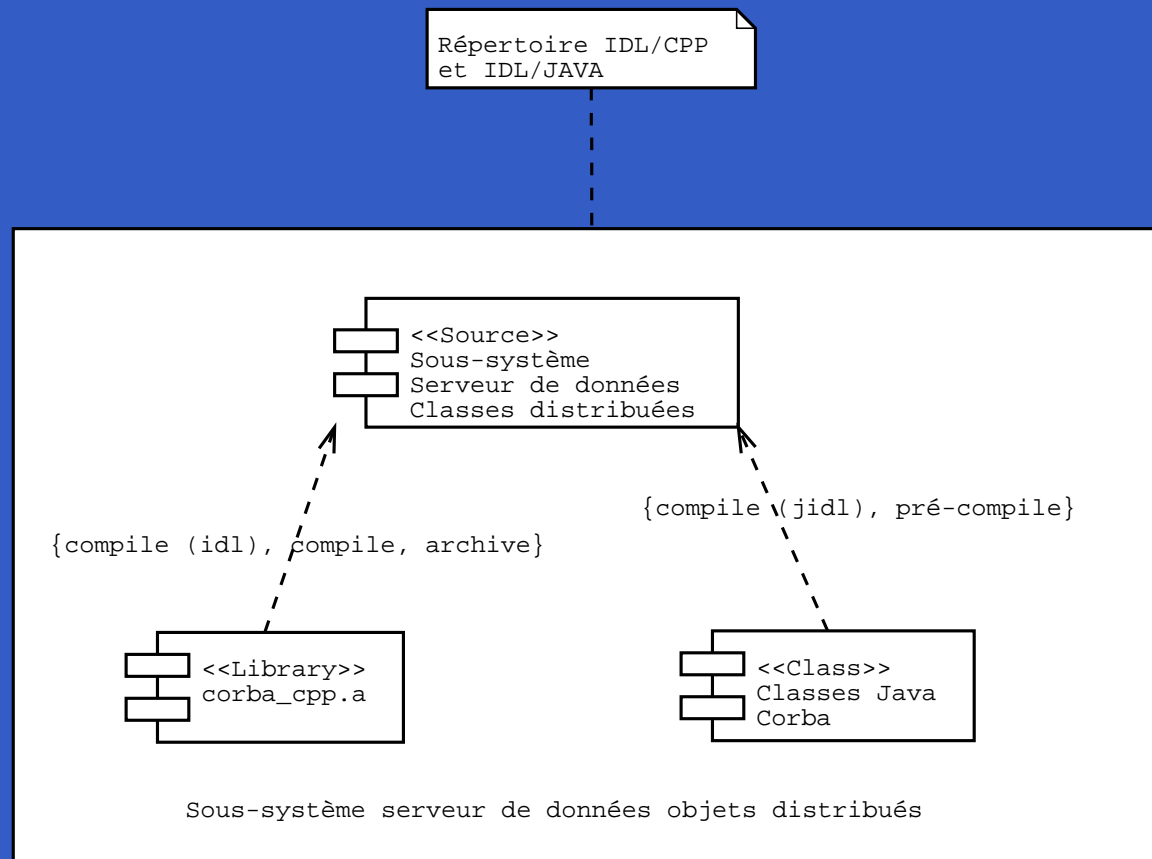 Répertoire IDL/CPP
et IDL/JAVA
<<Source>>
Sous-système
Serveur de données
Classes distribuées
{compile (jidl), pré-compile}
{compile (idl), compile, archive}
<<Library>>
corba_cpp.a
<<Class>>
Classes Java
Corba
Sous-système serveur de données objets distribués